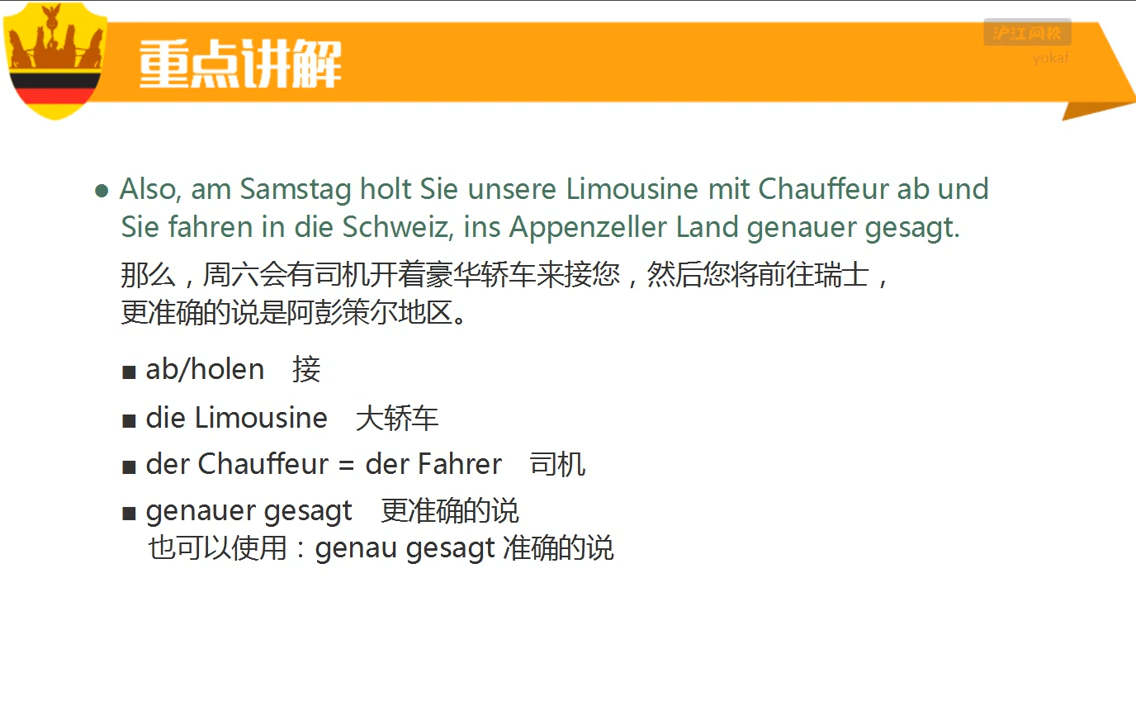 重点讲解
沪江网校
yokaf
● Also, am Samstag holt Sie unsere Limousine mit Chauffeur ab und
Sie fahren in die Schweiz, ins Appenzeller Land genauer gesagt.
那么，周六会有司机开着豪华轿车来接您，然后您将前往瑞士，
更准确的说是阿彭策尔地区。
■ ab/holen 接
■ die Limousine 大轿车
■ der Chauffeur = der Fahrer 司机
■ genauer gesagt 更准确的说
也可以使用：genau gesagt 准确的说